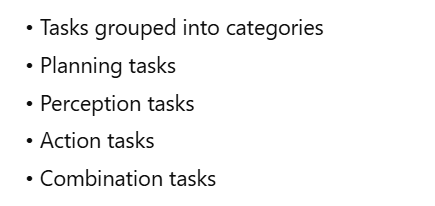 • Tasks grouped into categories
• Planning tasks
• Perception tasks
• Action tasks
• Combination tasks